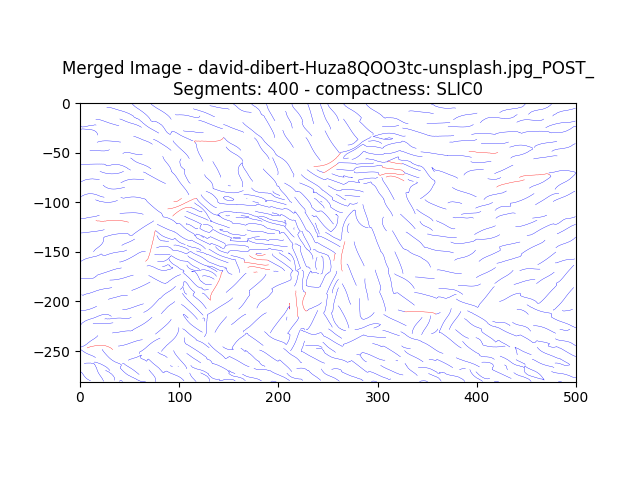 Merged Image - david-dibert-Huza8QOO3tc-unsplash.jpg_POST_
Segments: 400 - compactness: SLIC0
0
−50
−100
−150
−200
−250
0 100 200 300 400 500